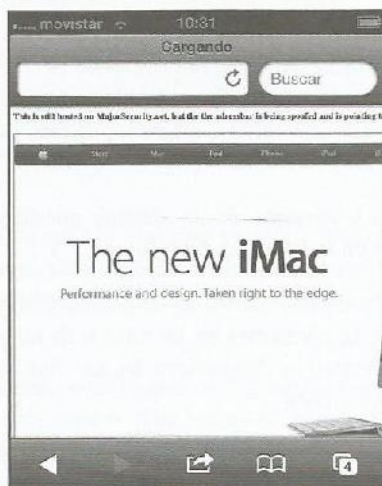 movistar 10:31
Cargando
Buscar
This is still hosted on MajorSecurity.net, but the the adressbar is being spoofed and is pointing
Store Mac iPod iPhone iPad
The new iMac
Performance and design. Taken right to the edge.
4